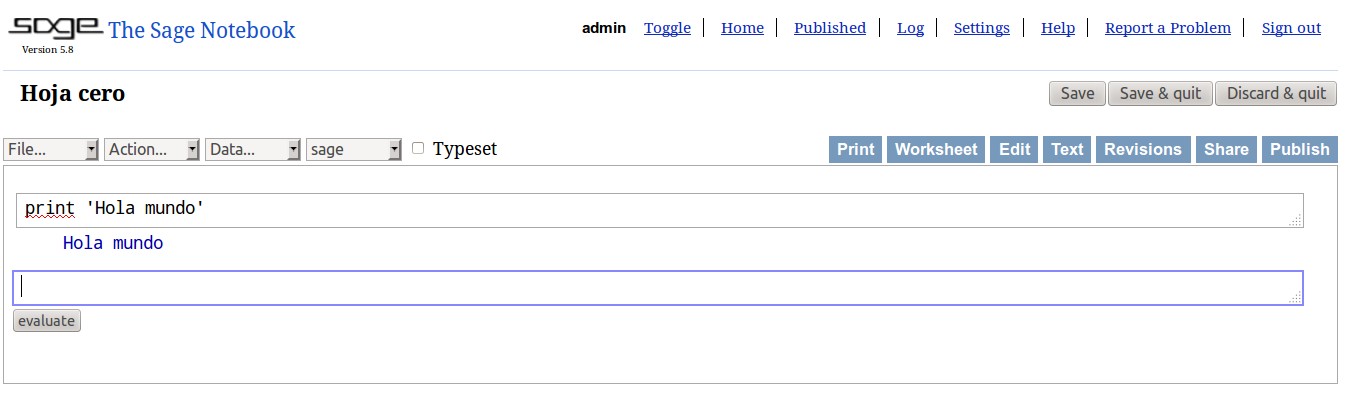 sage The Sage Notebook
Version 5.8
admin Toggle Home Published Log Settings Help Report a Problem Sign out
Hoja cero
Save Save & quit Discard & quit
File... Action... Data... sage Typeset
Print Worksheet Edit Text Revisions Share Publish
print 'Hola mundo'
Hola mundo
evaluate